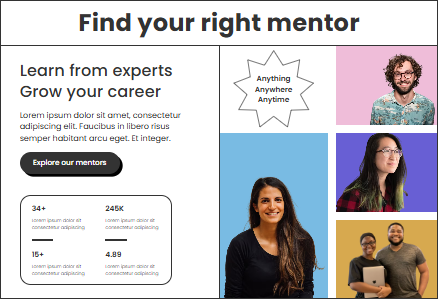 Find your right mentor
Learn from experts
Grow your career
Lorem ipsum dolor sit amet, consectetur
adipiscing elit. Faucibus in libero risus
semper habitant arcu eget. Et integer.
Explore our mentors
34+
Lorem ipsum dolor sit
consectetur adipiscing
245K
Lorem ipsum dolor sit
consectetur adipiscing
15+
Lorem ipsum dolor sit
consectetur adipiscing
4.89
Lorem ipsum dolor sit
consectetur adipiscing
Anything
Anywhere
Anytime